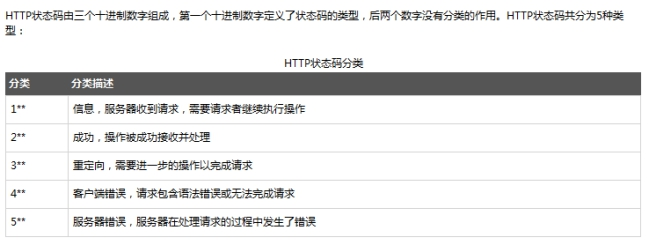 HTTP状态码由三个十进制数字组成，第一个十进制数字定义了状态码的类型，后两个数字没有分类的作用。HTTP状态码共分为5种类
型：
HTTP状态码分类
分类 分类描述
1** 信息，服务器收到请求，需要请求者继续执行操作
2** 成功，操作被成功接收并处理
3** 重定向，需要进一步的操作以完成请求
4** 客户端错误，请求包含语法错误或无法完成请求
5** 服务器错误，服务器在处理请求的过程中发生了错误